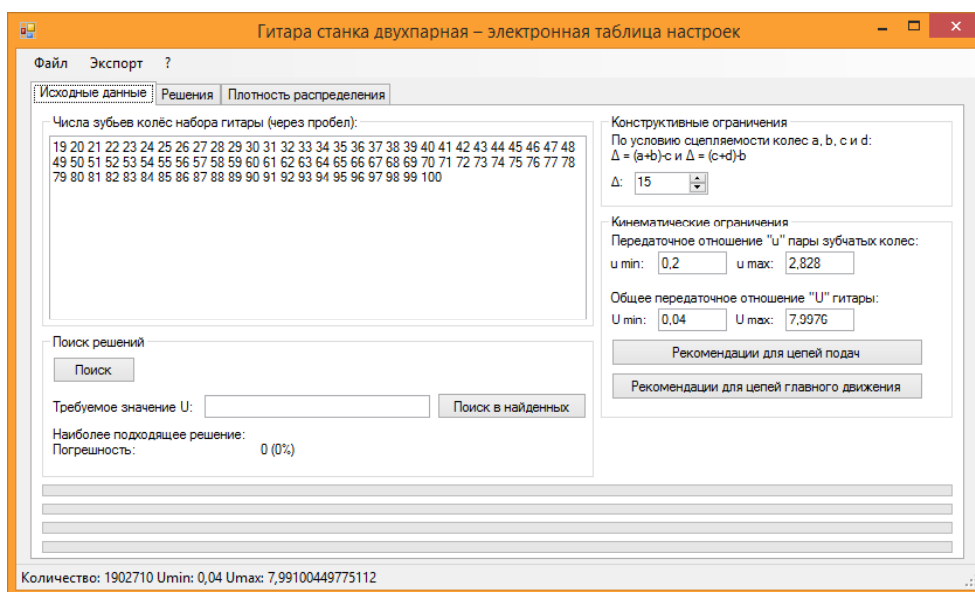 Гитара станка двухпарная – электронная таблица настроек
Файл Экспорт ?
Исходные данные Решения Плотность распределения
Числа зубьев колёс набора гитары (через пробел):
19 20 21 22 23 24 25 26 27 28 29 30 31 32 33 34 35 36 37 38 39 40 41 42 43 44 45 46 47 48
49 50 51 52 53 54 55 56 57 58 59 60 61 62 63 64 65 66 67 68 69 70 71 72 73 74 75 76 77 78
79 80 81 82 83 84 85 86 87 88 89 90 91 92 93 94 95 96 97 98 99 100
Поиск решений
Поиск
Требуемое значение U:
Поиск в найденных
Наиболее подходящее решение:
Погрешность: 0 (0%)
Конструктивные ограничения
По условию сцепляемости колес a, b, c и d:
Δ = (a+b)-c и Δ = (c+d)-b
Δ: 15
Кинематические ограничения
Передаточное отношение "u" пары зубчатых колес:
u min: 0,2 u max: 2,828
Общее передаточное отношение "U" гитары:
U min: 0,04 U max: 7,9976
Рекомендации для цепей подач
Рекомендации для цепей главного движения
Количество: 1902710 Umin: 0,04 Umax: 7,99100449775112